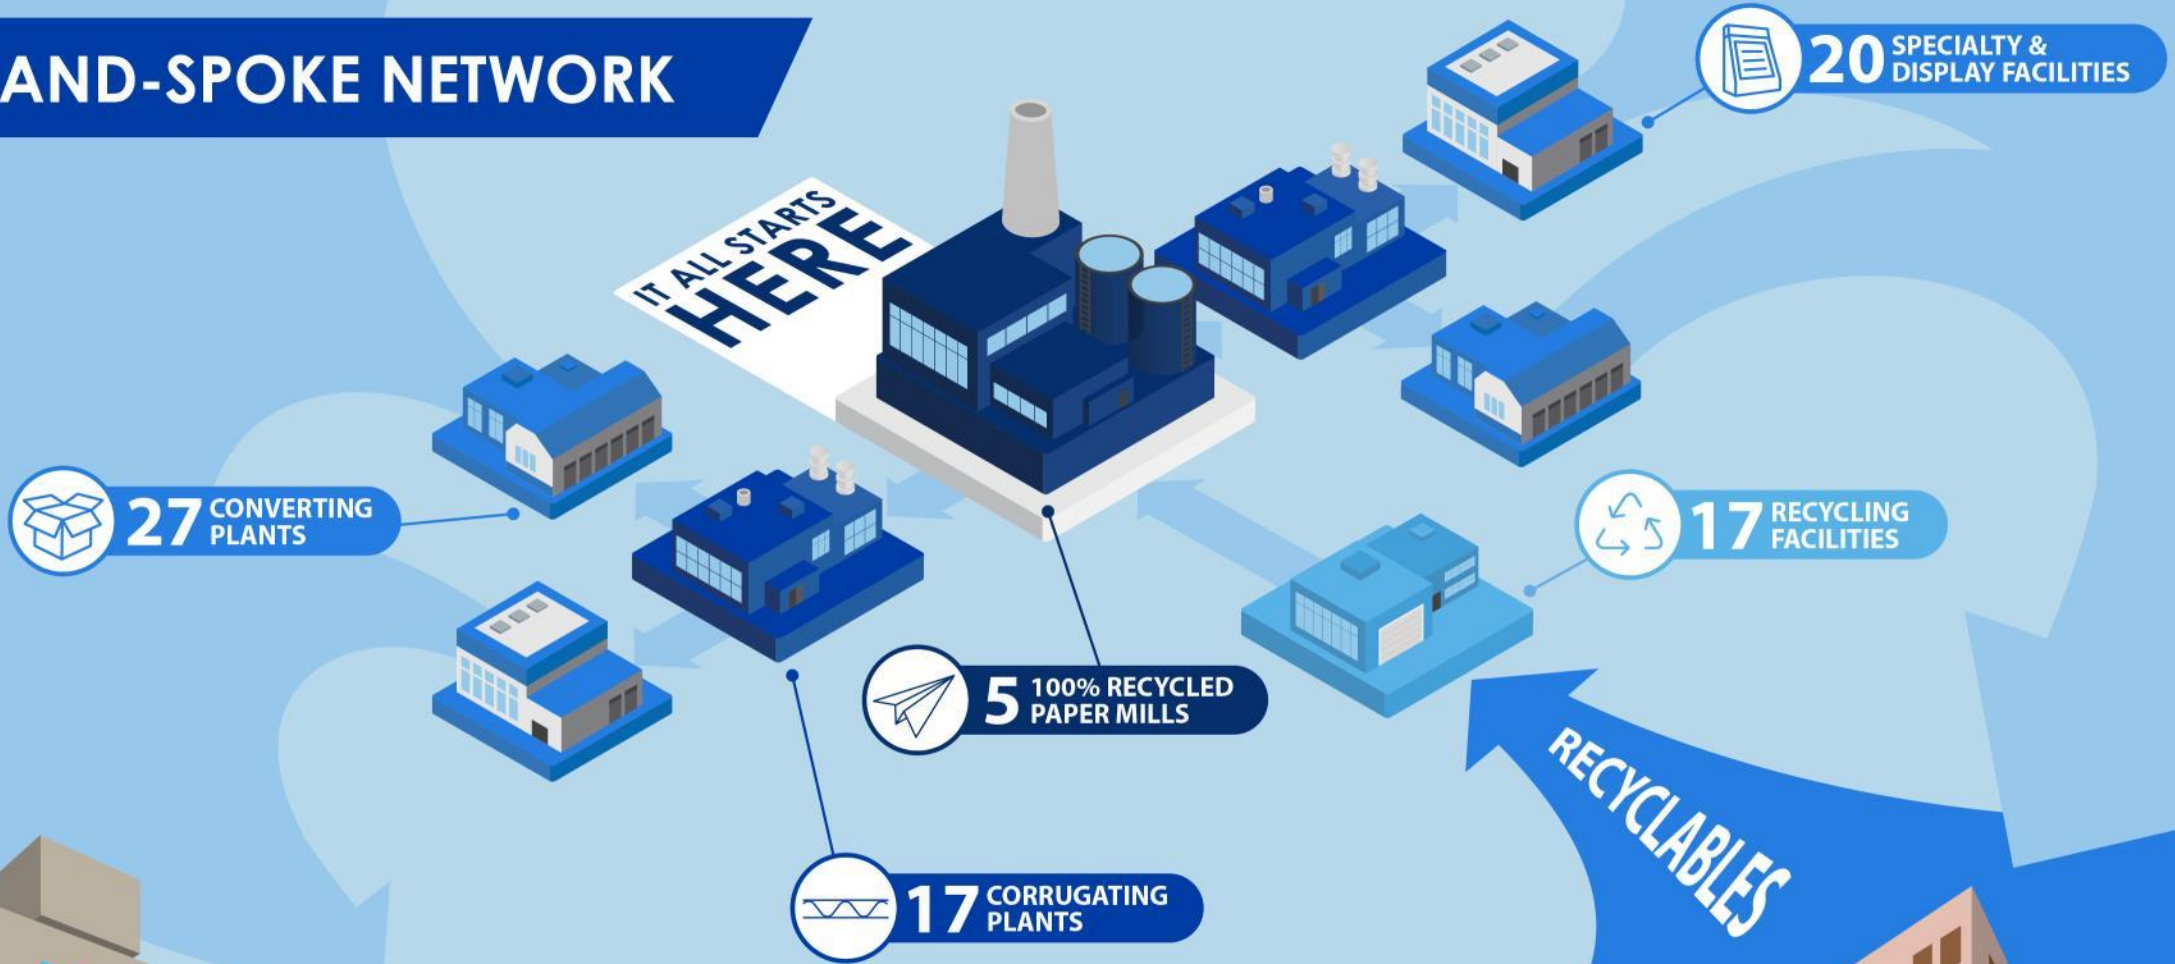 AND-SPOKE NETWORK
20 SPECIALTY &
DISPLAY FACILITIES
IT ALL STARTS
HERE
27 CONVERTING
PLANTS
17 RECYCLING
FACILITIES
5 100% RECYCLED
PAPER MILLS
RECYCLABLES
17 CORRUGATING
PLANTS